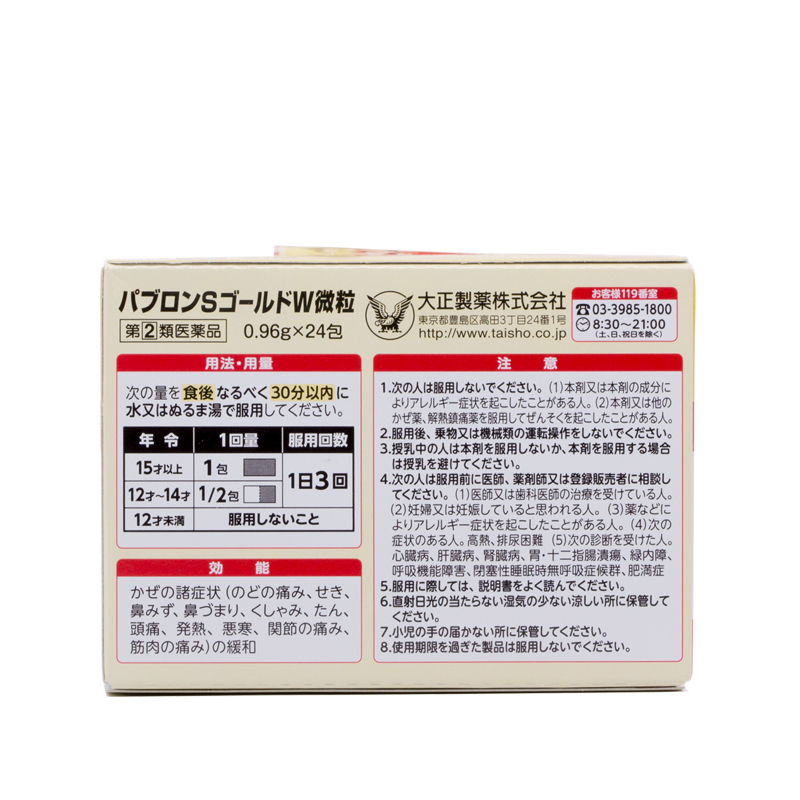 パブロンSゴールドW微粒
第②類医薬品 0.96g×24包
大正製薬株式会社
東京都豊島区高田3丁目24番1号
http://www.taisho.co.jp
お客様119番室
03-3985-1800
8:30〜21:00
(土、日、祝日を除く)
用法・用量
次の量を食後なるべく30分以内に
水又はぬるま湯で服用してください。
年令 1回量 服用回数
15才以上 1包 1日3回
12才〜14才 1/2包
12才未満 服用しないこと
効能
かぜの諸症状(のどの痛み、せき、
鼻みず、鼻づまり、くしゃみ、たん、
頭痛、発熱、悪寒、関節の痛み、
筋肉の痛み)の緩和
注意
1.次の人は服用しないでください。(1)本剤又は本剤の成分に
よりアレルギー症状を起こしたことがある人。(2)本剤又は他の
かぜ薬、解熱鎮痛薬を服用してぜんそくを起こしたことがある人。
2.服用後、乗物又は機械類の運転操作をしないでください。
3.授乳中の人は本剤を服用しないか、本剤を服用する場合
は授乳を避けてください。
4.次の人は服用前に医師、薬剤師又は登録販売者に相談し
てください。(1)医師又は歯科医師の治療を受けている人。
(2)妊婦又は妊娠していると思われる人。(3)薬などに
よりアレルギー症状を起こしたことがある人。(4)次の
症状のある人。高熱、排尿困難 (5)次の診断を受けた人。
心臓病、肝臓病、腎臓病、胃・十二指腸潰瘍、緑内障、
呼吸機能障害、閉塞性睡眠時無呼吸症候群、肥満症
5.服用に際しては、説明書をよく読んでください。
6.直射日光の当たらない湿気の少ない涼しい所に保管して
ください。
7.小児の手の届かない所に保管してください。
8.使用期限を過ぎた製品は服用しないでください。